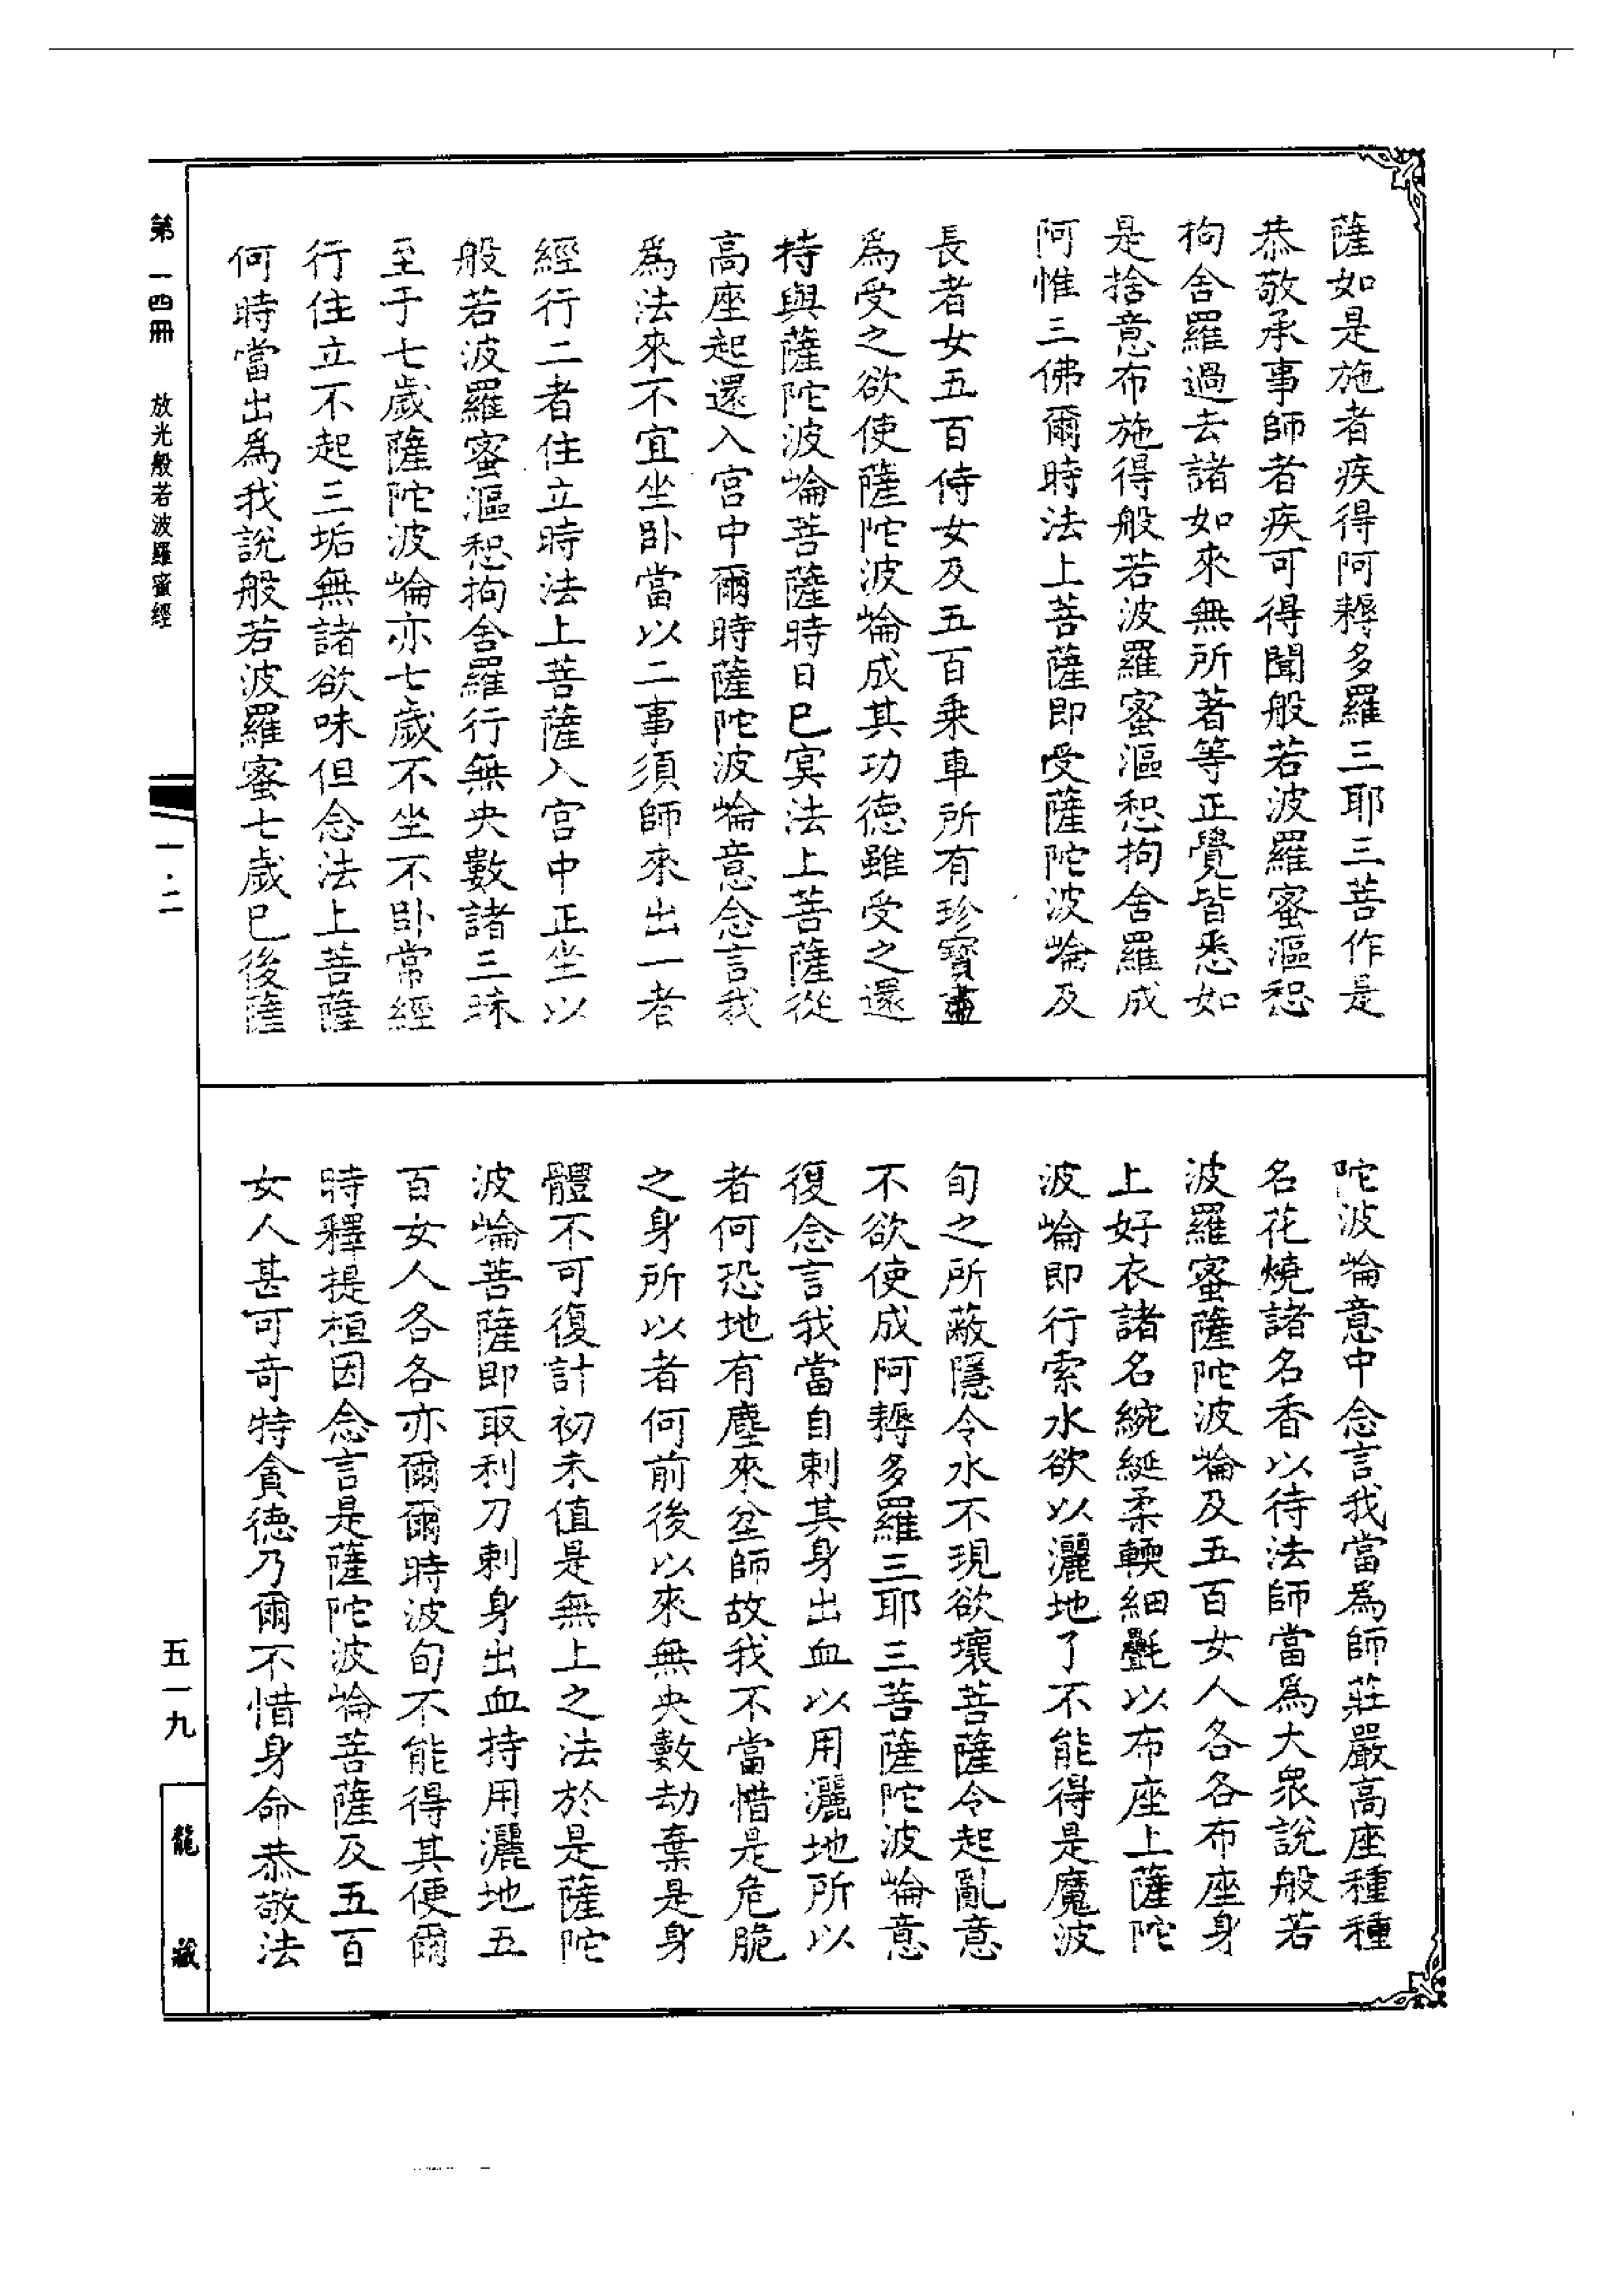 薩如是施者疾得阿耨多羅三耶三菩作是
恭敬承事師者疾可得聞般若波羅蜜漚惒
拘舍羅過去諸如來無所著等正覺皆悉如
是捨意布施得般若波羅蜜漚惒拘舍羅成
阿惟三佛爾時法上菩薩即受薩陀波崙及
長者女五百侍女及五百乘車所有珍寶盡
爲受之欲使薩陀波崙成其功德雖受之還
持與薩陀波崙菩薩時日已冥法上菩薩從
高座起還入宮中爾時薩陀波崙意念言我
爲法來不宜坐卧當以二事須師來出一者
經行二者住立時法上菩薩入宮中正坐以
般若波羅蜜漚惒拘舍羅行無央數諸三昧
至于七歲薩陀波崙亦七歲不坐不卧常經
行住立不起三垢無諸欲味但念法上菩薩
何時當出爲我說般若波羅蜜七歲已後薩
陀波崙意中念言我當為師莊嚴高座種種
名花燒諸名香以待法師當爲大衆說般若
波羅蜜薩陀波崙及五百女人各各布座身
上好衣諸名綩綖柔輭細㲲以布座上薩陀
波崙即行索水欲以灑地了不能得是魔波
旬之所蔽隱令水不現欲壞菩薩令起亂意
不欲使成阿耨多羅三耶三菩薩陀波崙意
復念言我當自刺其身出血以用灑地所以
者何恐地有塵來坌師故我不當惜是危脆
之身所以者何前後以來無央數劫棄是身
體不可復計初未值是無上之法於是薩陀
波崙菩薩即取利刀刺身出血持用灑地五
百女人各各亦爾爾時波旬不能得其便爾
時釋提桓因念言是薩陀波崙菩薩及五百
女人甚可奇特貪德乃爾不惜身命恭敬法
第一四冊　放光般若波羅蜜經
一·二
五一九
龍藏